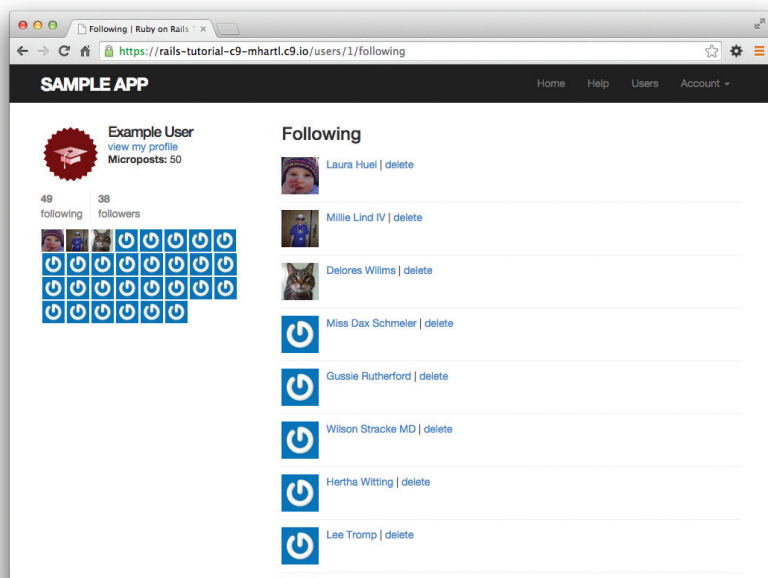 Following | Ruby on Rails T
https://rails-tutorial-c9-mhartl.c9.io/users/1/following
SAMPLE APP
Home Help Users Account
Example User
view my profile
Microposts: 50
49 38
following followers
Following
Laura Huel | delete
Millie Lind IV | delete
Delores Willms | delete
Miss Dax Schmeler | delete
Gussie Rutherford | delete
Wilson Stracke MD | delete
Hertha Witting | delete
Lee Tromp | delete